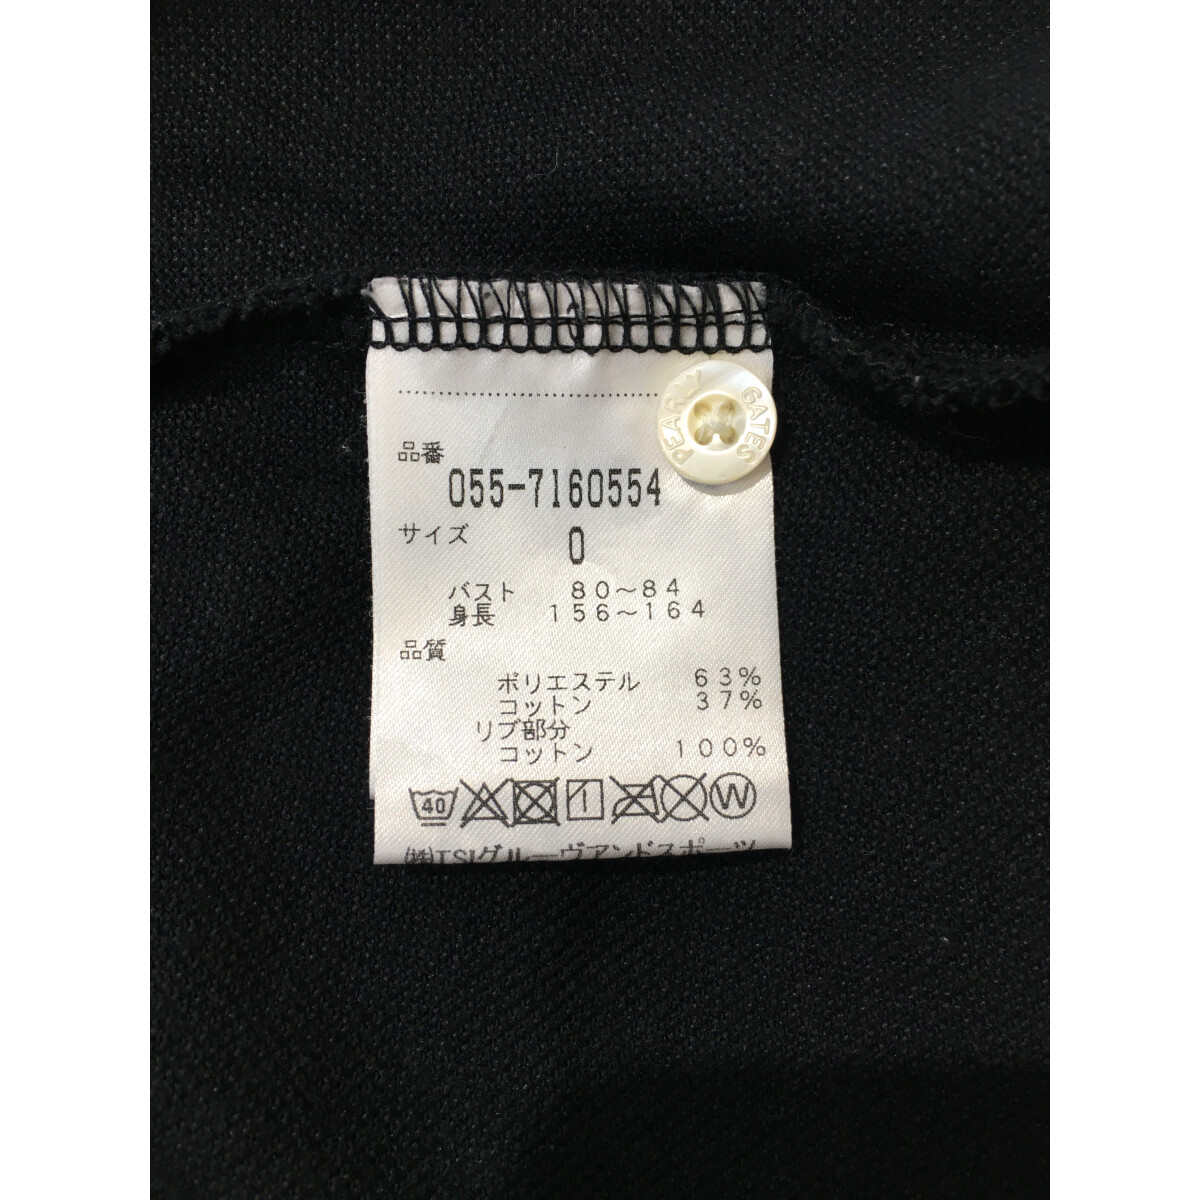 PEARLY GATES
品番
055-7160554
サイズ 0
バスト 80～84
身長 156～164
品質
ポリエステル 63%
コットン 37%
リブ部分
コットン 100%
40 1 W
㈱TSIグルーヴアンドスポーツ